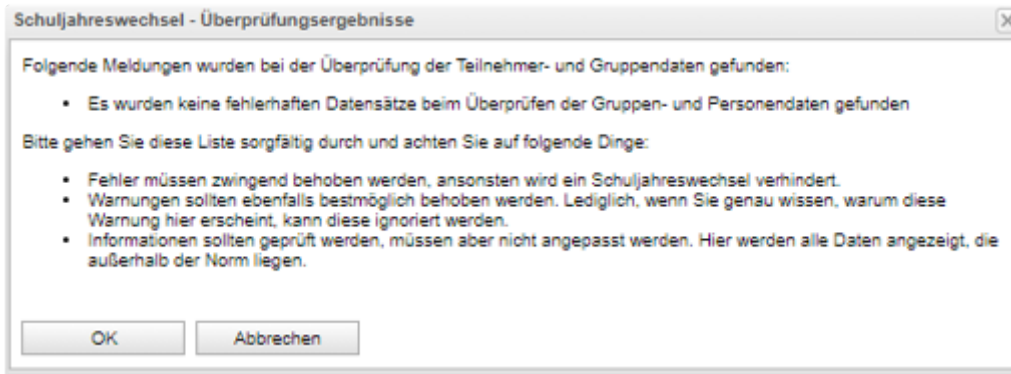 Schuljahreswechsel - Überprüfungsergebnisse
Folgende Meldungen wurden bei der Überprüfung der Teilnehmer- und Gruppendaten gefunden:
• Es wurden keine fehlerhaften Datensätze beim Überprüfen der Gruppen- und Personendaten gefunden
Bitte gehen Sie diese Liste sorgfältig durch und achten Sie auf folgende Dinge:
• Fehler müssen zwingend behoben werden, ansonsten wird ein Schuljahreswechsel verhindert.
• Warnungen sollten ebenfalls bestmöglich behoben werden. Lediglich, wenn Sie genau wissen, warum diese
Warnung hier erscheint, kann diese ignoriert werden.
• Informationen sollten geprüft werden, müssen aber nicht angepasst werden. Hier werden alle Daten angezeigt, die
außerhalb der Norm liegen.
OK Abbrechen